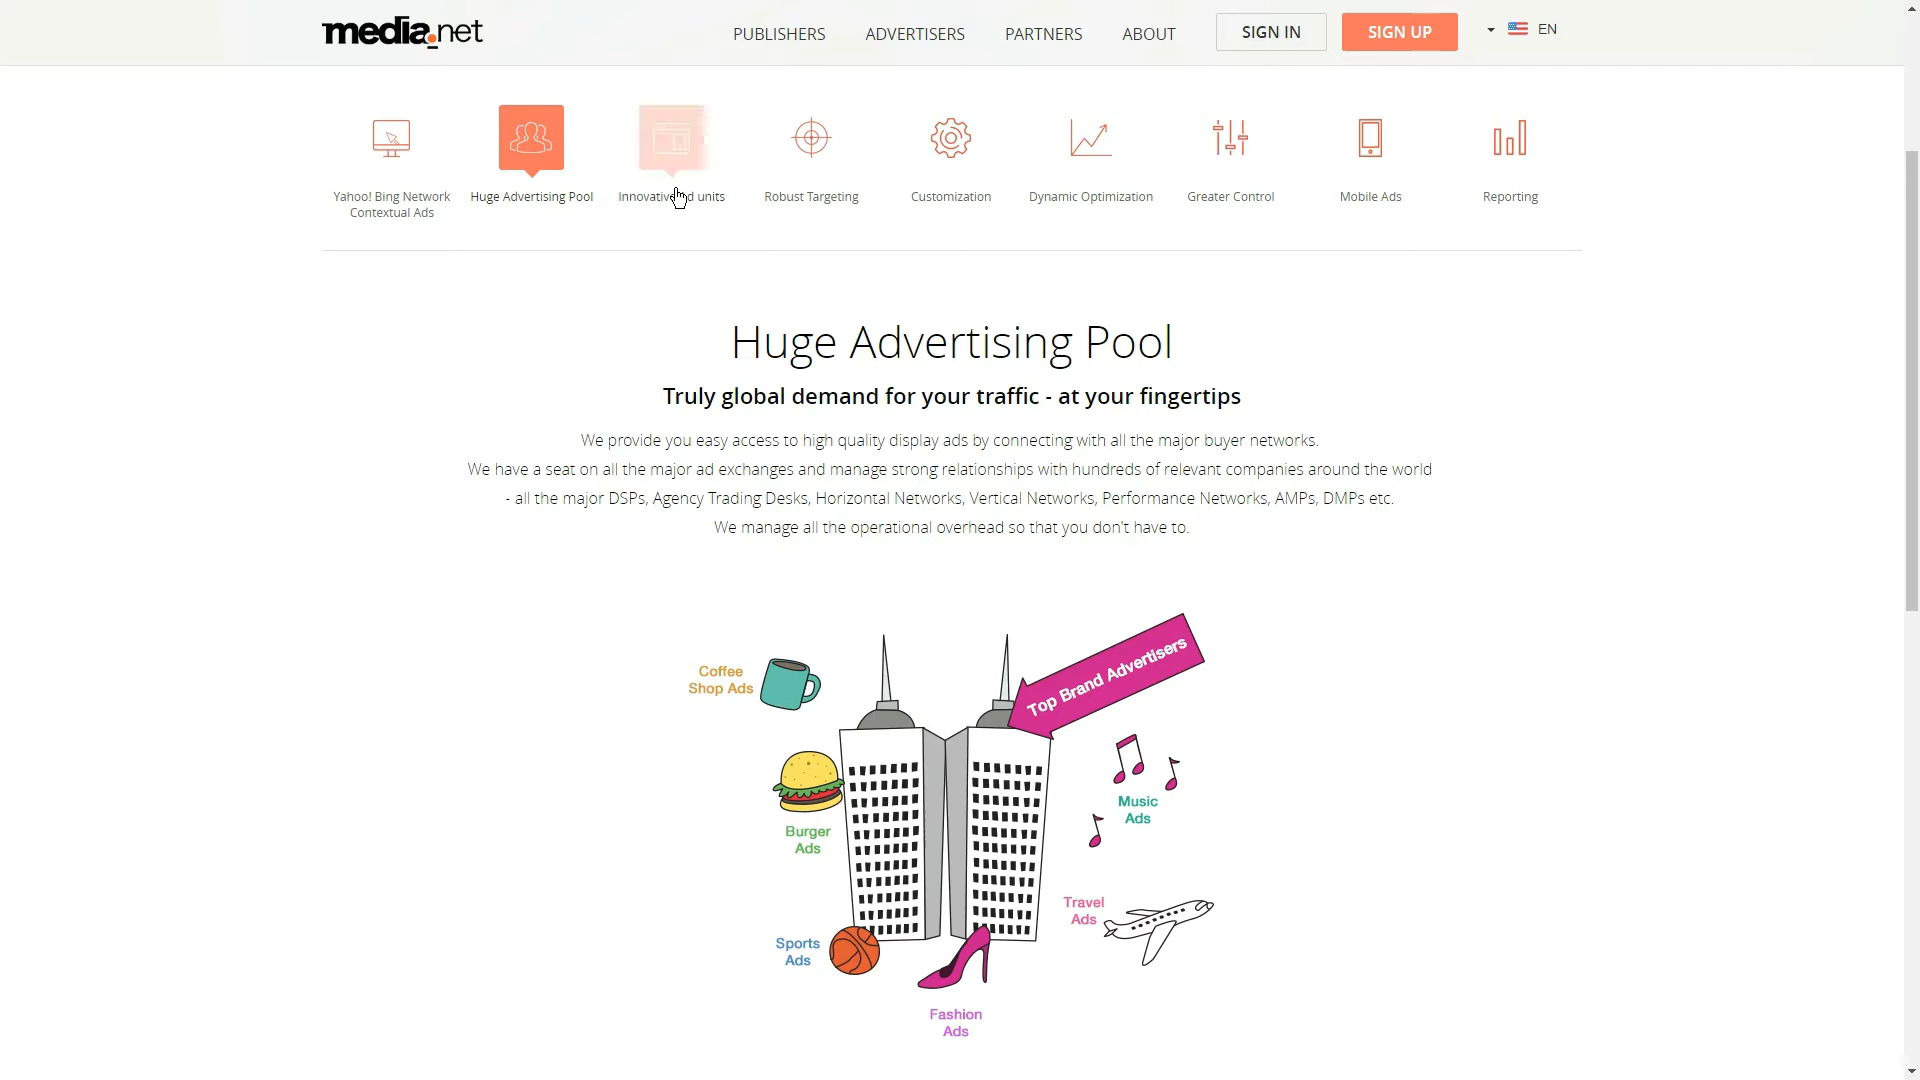 media.net
PUBLISHERS
ADVERTISERS
PARTNERS
ABOUT
SIGN IN
SIGN UP
EN
Yahoo! Bing Network
Contextual Ads
Huge Advertising Pool
Innovative ad units
Robust Targeting
Customization
Dynamic Optimization
Greater Control
Mobile Ads
Reporting
Huge Advertising Pool
Truly global demand for your traffic - at your fingertips
We provide you easy access to high quality display ads by connecting with all the major buyer networks.
We have a seat on all the major ad exchanges and manage strong relationships with hundreds of relevant companies around the world
- all the major DSPs, Agency Trading Desks, Horizontal Networks, Vertical Networks, Performance Networks, AMPs, DMPs etc.
We manage all the operational overhead so that you don't have to.
Top Brand Advertisers
Coffee
Shop Ads
Burger
Ads
Music
Ads
Travel
Ads
Sports
Ads
Fashion
Ads